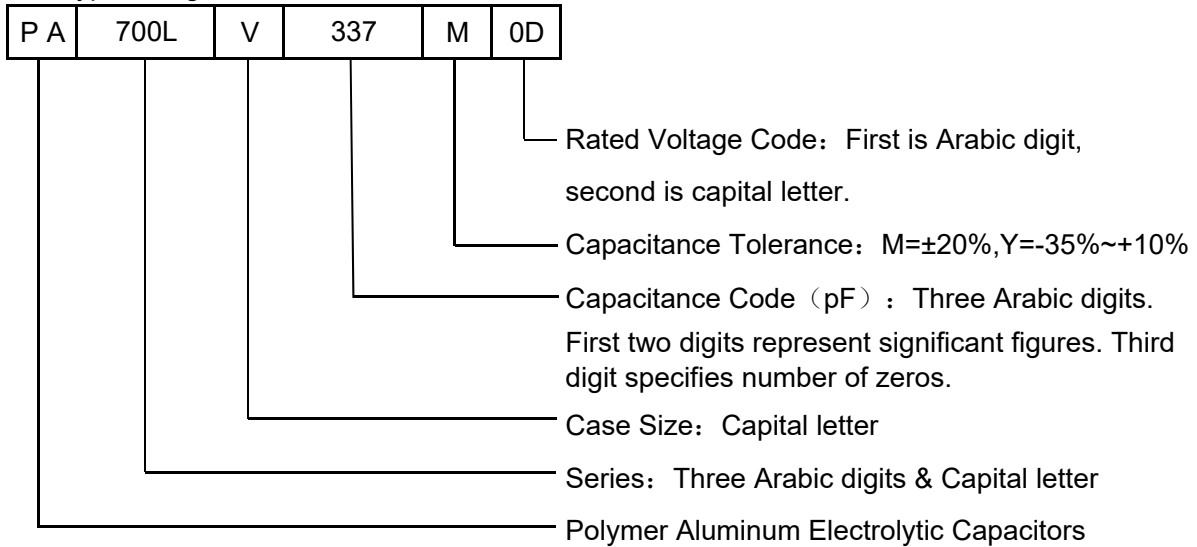 P A 700L V 337 M 0D
Rated Voltage Code：First is Arabic digit,
second is capital letter.
Capacitance Tolerance：M=±20%,Y=-35%~+10%
Capacitance Code（pF）：Three Arabic digits.
First two digits represent significant figures. Third
digit specifies number of zeros.
Case Size：Capital letter
Series：Three Arabic digits & Capital letter
Polymer Aluminum Electrolytic Capacitors